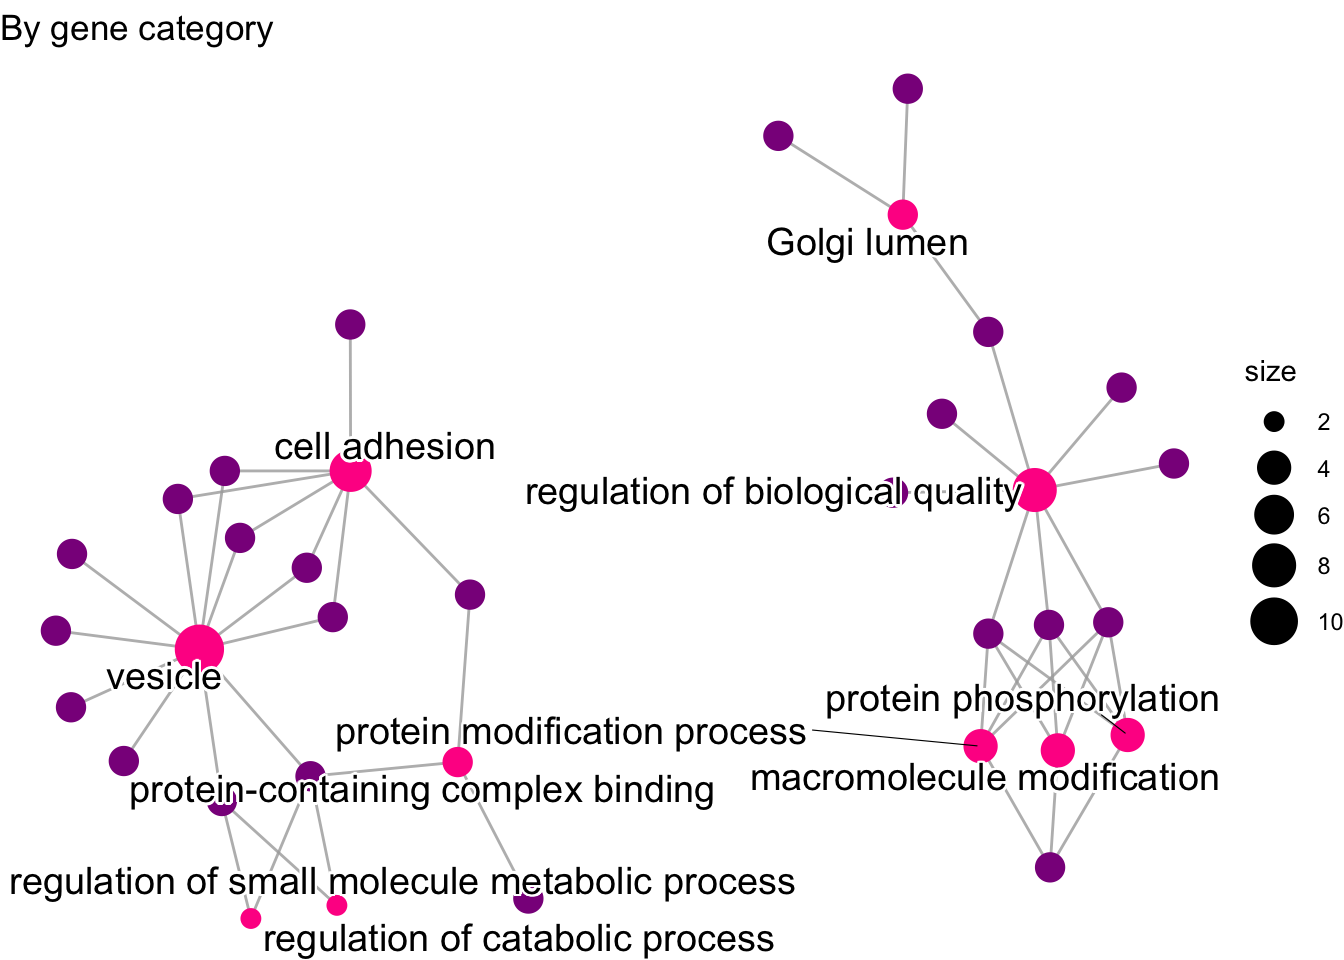 By gene category
Golgi lumen
cell adhesion
regulation of biological quality
vesicle
protein phosphorylation
protein modification process
macromolecule modification
protein-containing complex binding
regulation of small molecule metabolic process
regulation of catabolic process
size
2
4
6
8
10